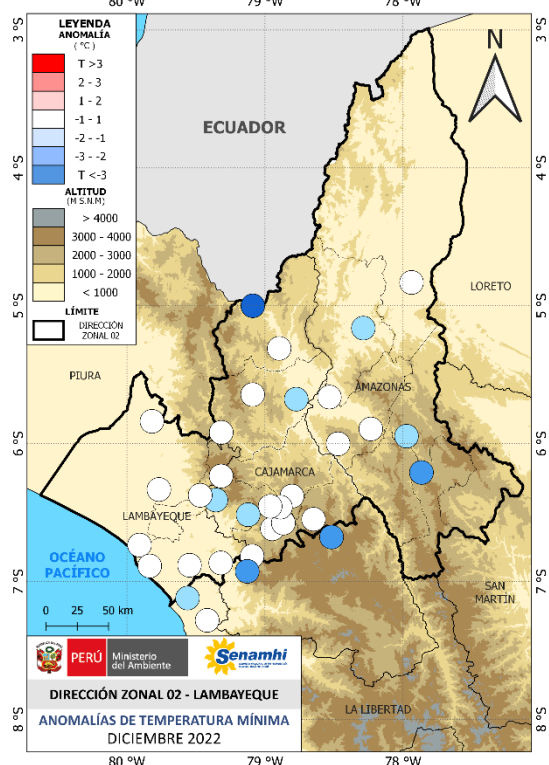 80 °W
79 °W
78 °W
LEYENDA
ANOMALÍA
( °C )
T >3
2 - 3
1 - 2
-1 - 1
-2 - -1
-3 - -2
T <-3
ALTITUD
(M S.N.M)
> 4000
3000 - 4000
2000 - 3000
1000 - 2000
< 1000
LÍMITE
DIRECCIÓN
ZONAL 02
N
3 °S
3 °S
4 °S
4 °S
5 °S
5 °S
6 °S
6 °S
7 °S
7 °S
8 °S
8 °S
ECUADOR
LORETO
PIURA
AMAZONAS
CAJAMARCA
LAMBAYEQUE
OCÉANO
PACÍFICO
SAN
MARTÍN
LA LIBERTAD
0 25 50 km
PERÚ
Ministerio
del Ambiente
Senamhi
DIRECCIÓN ZONAL 02 - LAMBAYEQUE
ANOMALÍAS DE TEMPERATURA MÍNIMA
DICIEMBRE 2022
80 °W
79 °W
78 °W